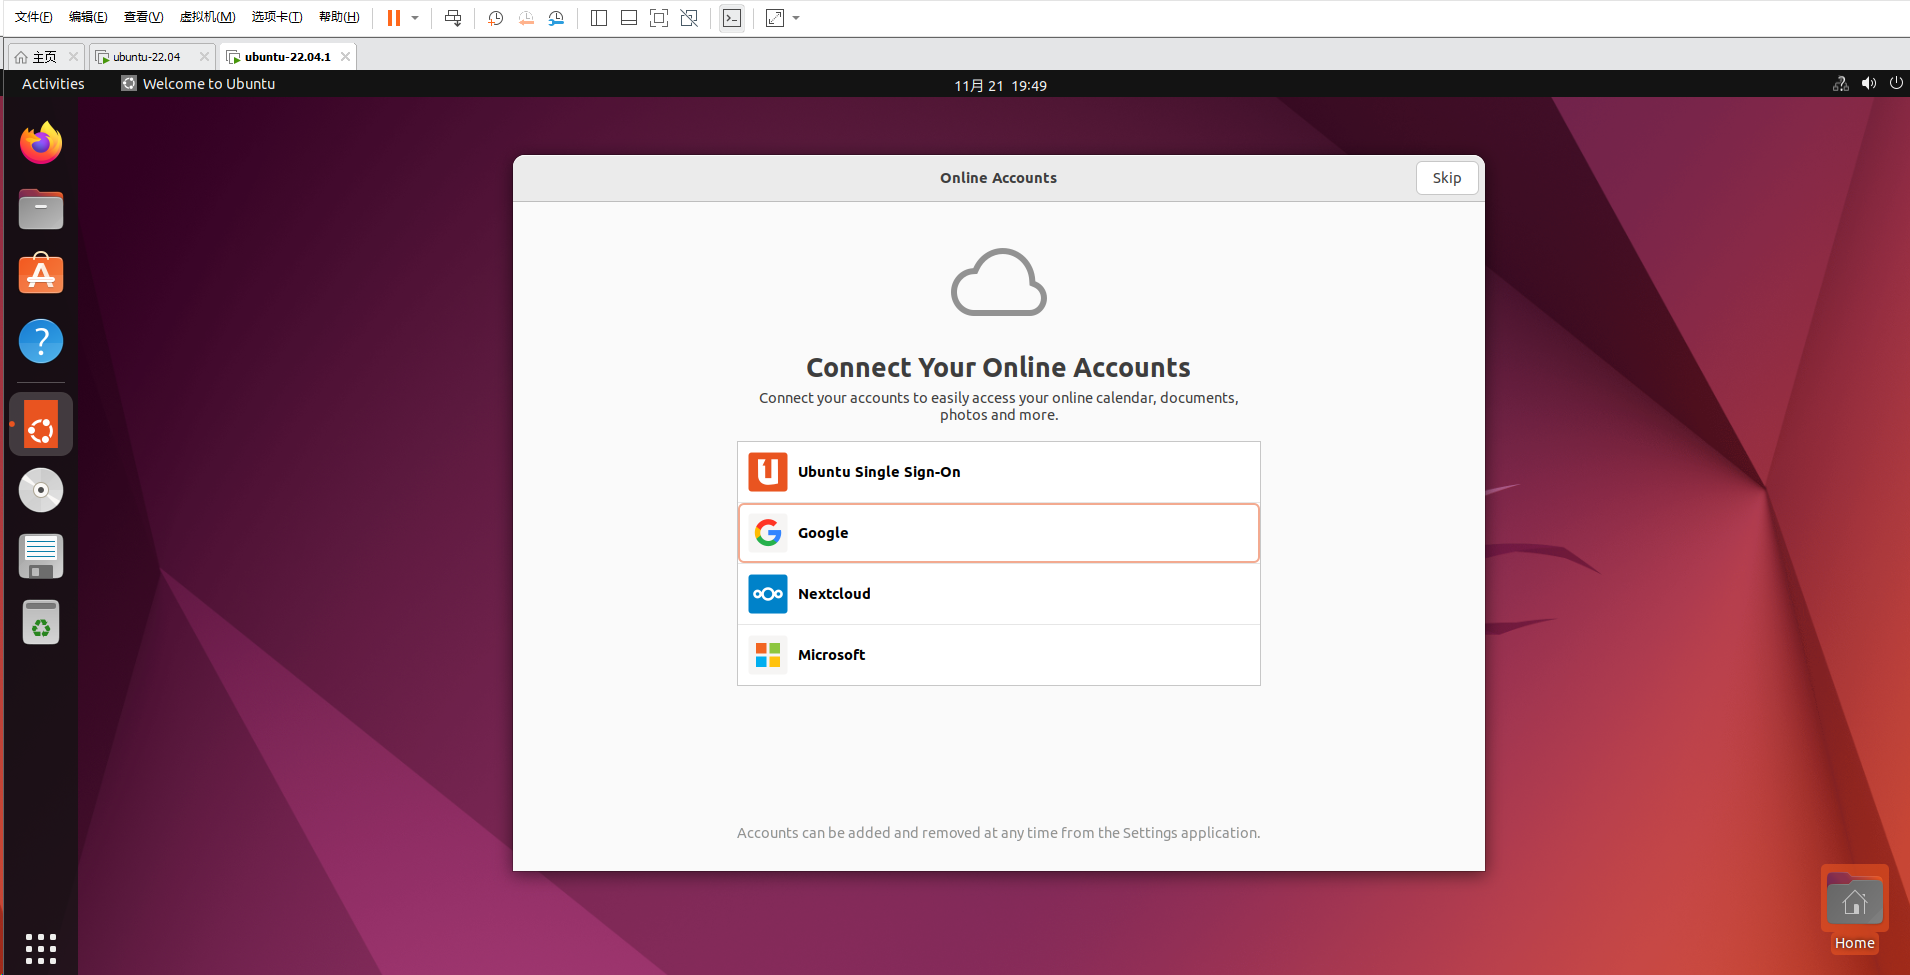 文件(F) 编辑(E) 查看(V) 虚拟机(M) 选项卡(T) 帮助(H)
主页 ubuntu-22.04 ubuntu-22.04.1
Activities Welcome to Ubuntu 11月 21 19:49
Online Accounts Skip
Connect Your Online Accounts
Connect your accounts to easily access your online calendar, documents,
photos and more.
Ubuntu Single Sign-On
Google
Nextcloud
Microsoft
Accounts can be added and removed at any time from the Settings application.
Home